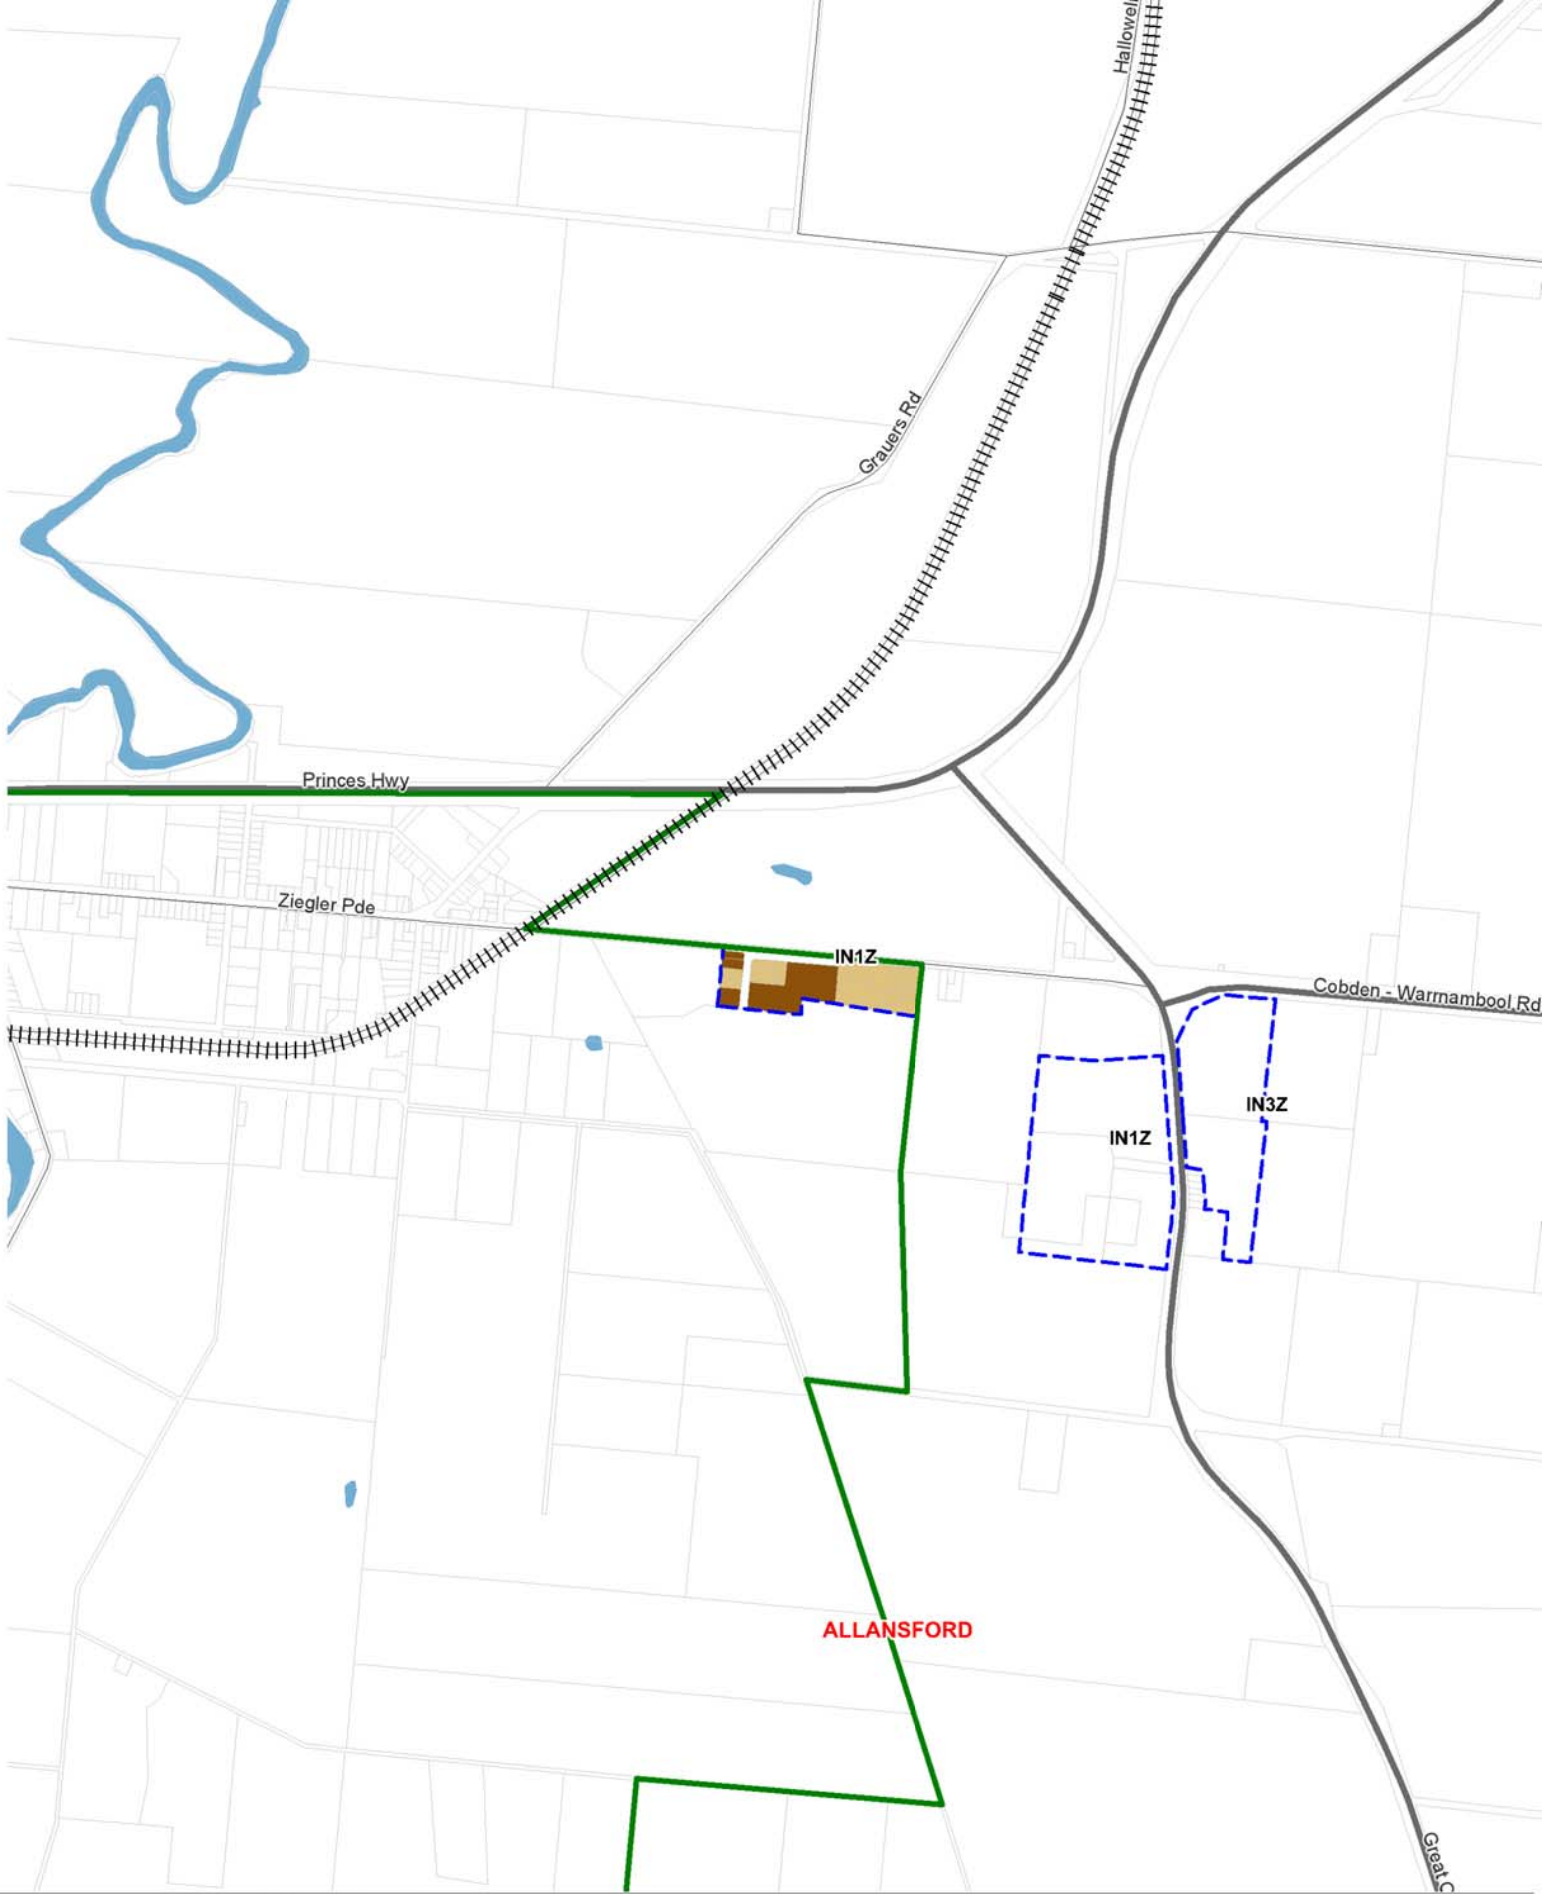 Hallowell
Grauers Rd
Princes Hwy
Ziegler Pde
IN1Z
Cobden - Warrnambool Rd
IN3Z
IN1Z
ALLANSFORD
Great